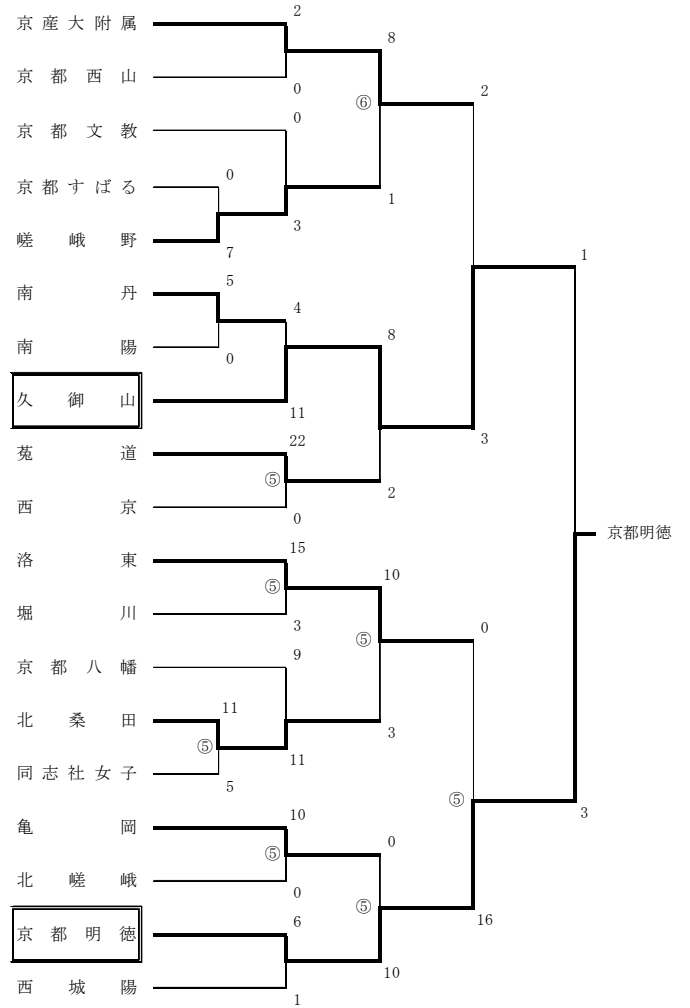 2
京産大附属
8
京都西山
0
2
⑥
0
京都文教
0
京都すばる
1
3
嵯峨野
7
1
5
南丹
4
8
南陽
0
久御山
11
3
22
菟道
⑤
2
西京
0
京都明徳
15
洛東
10
⑤
堀川
3
0
⑤
9
京都八幡
11
北桑田
3
⑤
11
同志社女子
5
⑤
10
3
亀岡
0
⑤
北嵯峨
0
⑤
6
16
京都明徳
10
西城陽
1